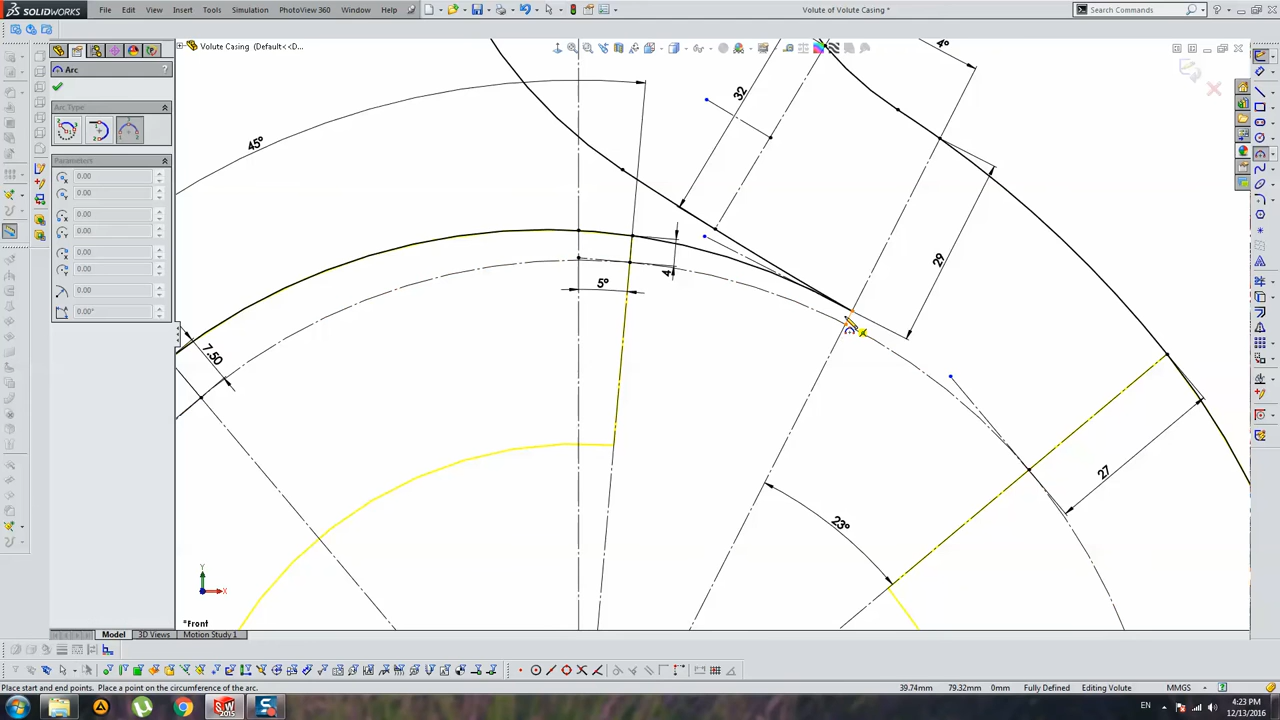 SOLIDWORKS
File
Edit
View
Insert
Tools
Simulation
PhotoView 360
Window
Help
Volute of Volute Casing *
Search Commands
Volute Casing (Default<<D...
Arc
?
Arc Type
Parameters
0.00
0.00
0.00
0.00
0.00
0.00
0.00
0.00°
45°
32
4°
29
4
5°
7.50
27
23°
Y
X
*Front
Model
3D Views
Motion Study 1
Place start and end points. Place a point on the circumference of the arc.
39.74mm
79.32mm
0mm
Fully Defined
Editing Volute
MMGS
EN
4:23 PM
12/13/2016